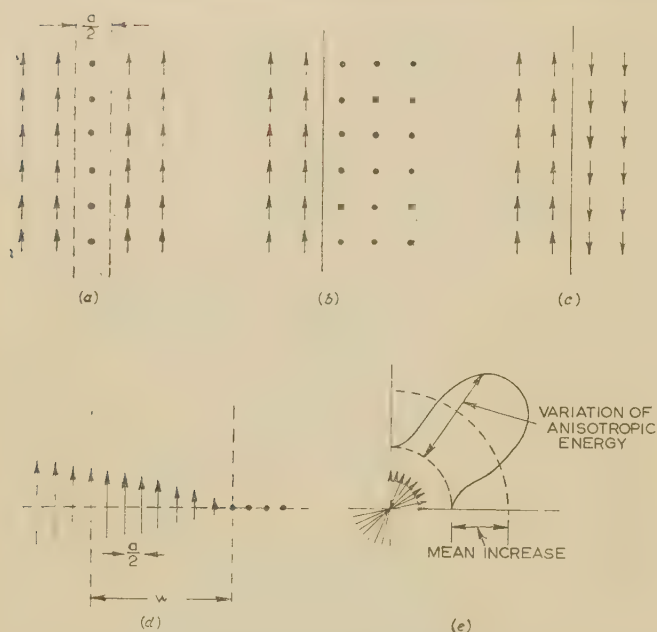 a
2
(a)
(b)
(c)
a
2
w
(d)
VARIATION OF
ANISOTROPIC
ENERGY
MEAN INCREASE
(e)